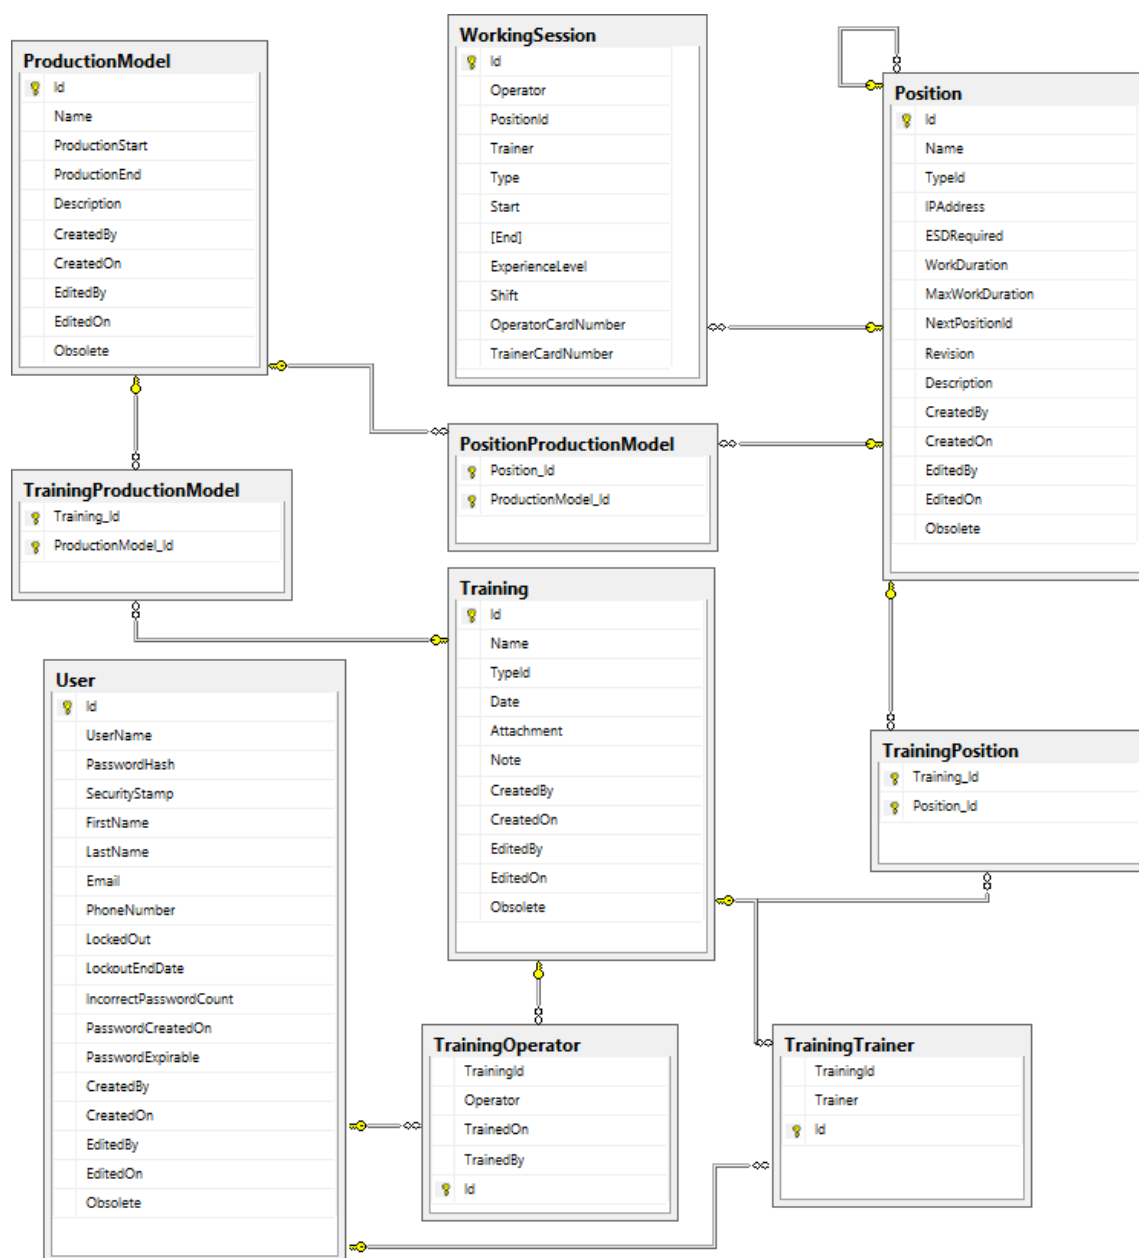 ProductionModel
Id
Name
ProductionStart
ProductionEnd
Description
CreatedBy
CreatedOn
EditedBy
EditedOn
Obsolete
WorkingSession
Id
Operator
PositionId
Trainer
Type
Start
[End]
ExperienceLevel
Shift
OperatorCardNumber
TrainerCardNumber
Position
Id
Name
TypeId
IPAddress
ESDRequired
WorkDuration
MaxWorkDuration
NextPositionId
Revision
Description
CreatedBy
CreatedOn
EditedBy
EditedOn
Obsolete
PositionProductionModel
Position_Id
ProductionModel_Id
TrainingProductionModel
Training_Id
ProductionModel_Id
Training
Id
Name
TypeId
Date
Attachment
Note
CreatedBy
CreatedOn
EditedBy
EditedOn
Obsolete
User
Id
UserName
PasswordHash
SecurityStamp
FirstName
LastName
Email
PhoneNumber
LockedOut
LockoutEndDate
IncorrectPasswordCount
PasswordCreatedOn
PasswordExpirable
CreatedBy
CreatedOn
EditedBy
EditedOn
Obsolete
TrainingPosition
Training_Id
Position_Id
TrainingOperator
TrainingId
Operator
TrainedOn
TrainedBy
Id
TrainingTrainer
TrainingId
Trainer
Id